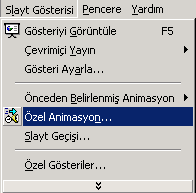 Slayt Gösterisi Pencere Yardım
Gösteriyi Görüntüle F5
Çevrimiçi Yayın
Gösteri Ayarla...
Önceden Belirlenmiş Animasyon
Özel Animasyon...
Slayt Geçişi...
Özel Gösteriler...